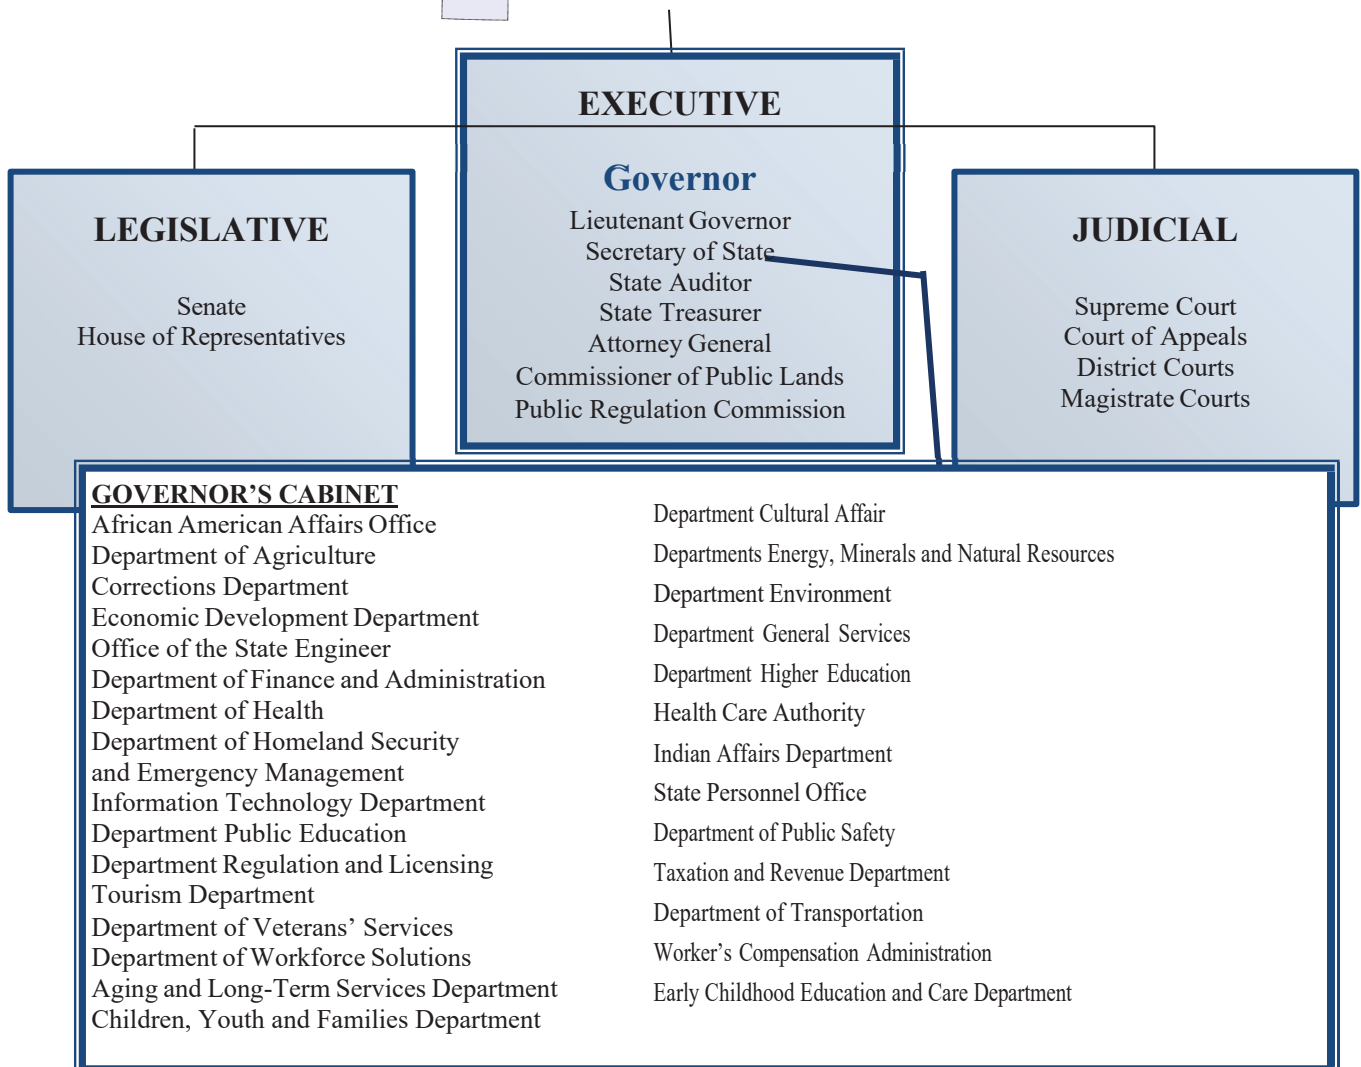 EXECUTIVE
Governor
Lieutenant Governor
Secretary of State
State Auditor
State Treasurer
Attorney General
Commissioner of Public Lands
Public Regulation Commission
LEGISLATIVE
Senate
House of Representatives
JUDICIAL
Supreme Court
Court of Appeals
District Courts
Magistrate Courts
GOVERNOR’S CABINET
African American Affairs Office
Department of Agriculture
Corrections Department
Economic Development Department
Office of the State Engineer
Department of Finance and Administration
Department of Health
Department of Homeland Security
and Emergency Management
Information Technology Department
Department Public Education
Department Regulation and Licensing
Tourism Department
Department of Veterans’ Services
Department of Workforce Solutions
Aging and Long-Term Services Department
Children, Youth and Families Department
Department Cultural Affair
Departments Energy, Minerals and Natural Resources
Department Environment
Department General Services
Department Higher Education
Health Care Authority
Indian Affairs Department
State Personnel Office
Department of Public Safety
Taxation and Revenue Department
Department of Transportation
Worker’s Compensation Administration
Early Childhood Education and Care Department